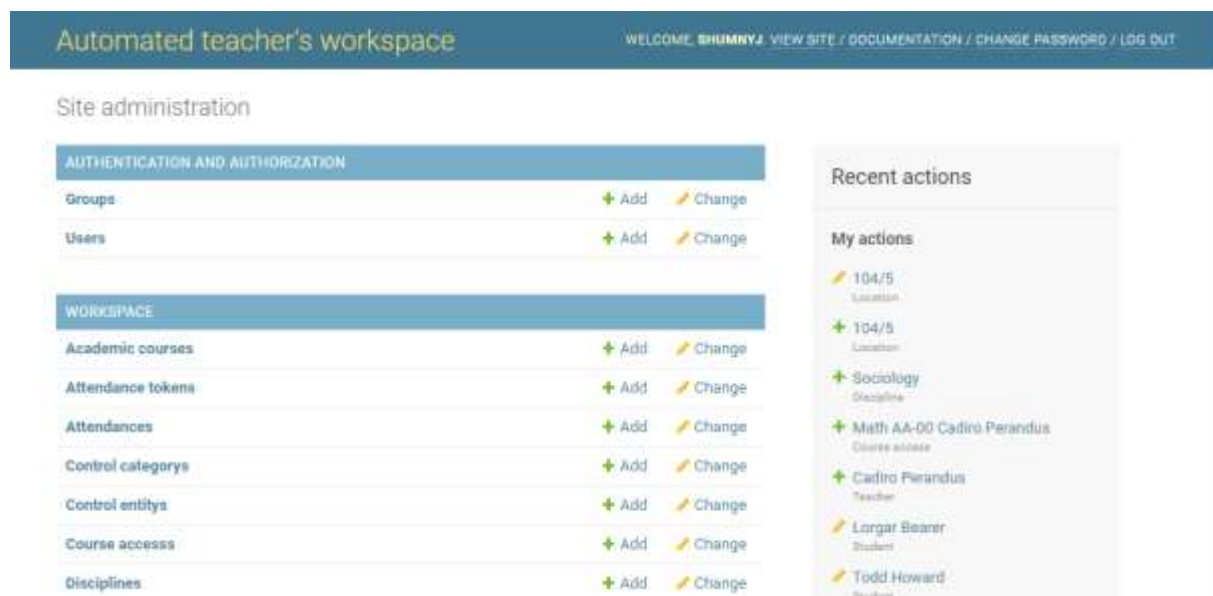 Automated teacher's workspace
WELCOME, SHUMNYJ. VIEW SITE / DOCUMENTATION / CHANGE PASSWORD / LOG OUT
Site administration
AUTHENTICATION AND AUTHORIZATION
Groups Add Change
Users Add Change
WORKSPACE
Academic courses Add Change
Attendance tokens Add Change
Attendances Add Change
Control categorys Add Change
Control entitys Add Change
Course accesss Add Change
Disciplines Add Change
Recent actions
My actions
104/5
Location
104/5
Location
Sociology
Discipline
Math AA-00 Cadiro Perandus
Course access
Cadiro Perandus
Teacher
Lorgar Bearer
Student
Todd Howard
Student